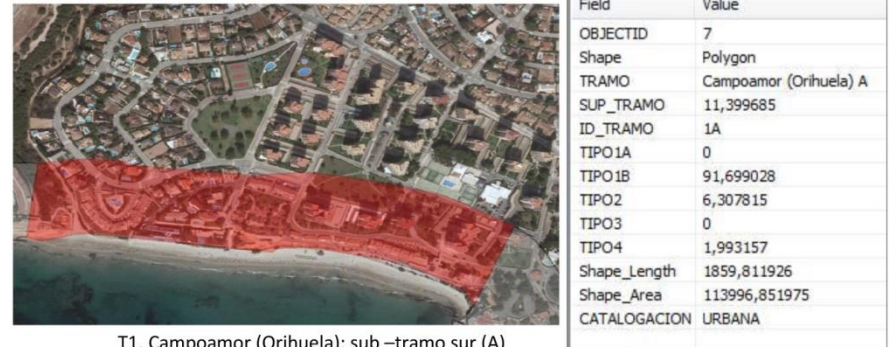 Field Value
OBJECTID 7
Shape Polygon
TRAMO Campoamor (Orihuela) A
SUP_TRAMO 11,399685
ID_TRAMO 1A
TIPO1A 0
TIPO1B 91,699028
TIPO2 6,307815
TIPO3 0
TIPO4 1,993157
Shape_Length 1859,811926
Shape_Area 113996,851975
CATALOGACION URBANA
T1. Campoamor (Orihuela): sub –tramo sur (A)